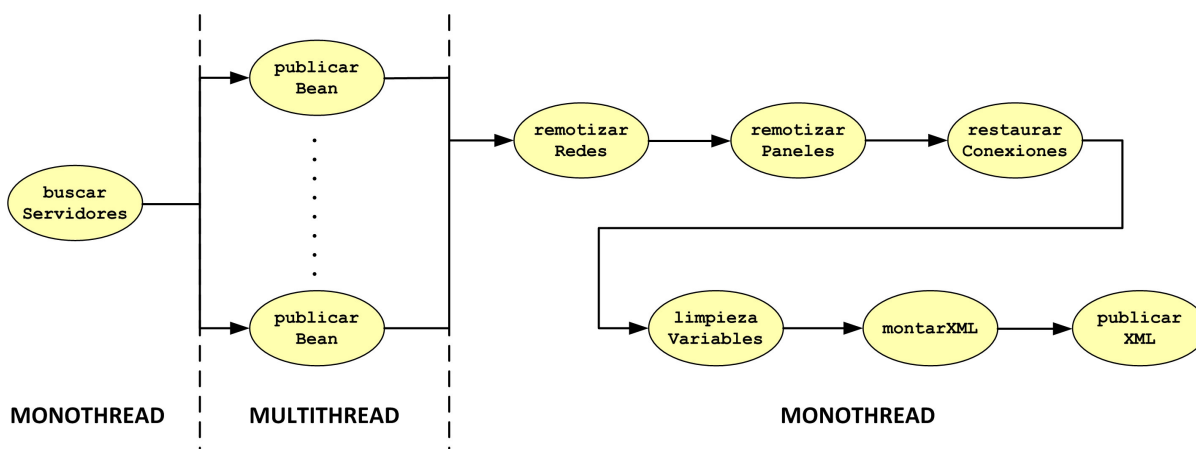 publicar
Bean
remotizar
Redes
remotizar
Paneles
restaurar
Conexiones
buscar
Servidores
publicar
Bean
limpieza
Variables
montarXML
publicar
XML
MONOTHREAD
MULTITHREAD
MONOTHREAD